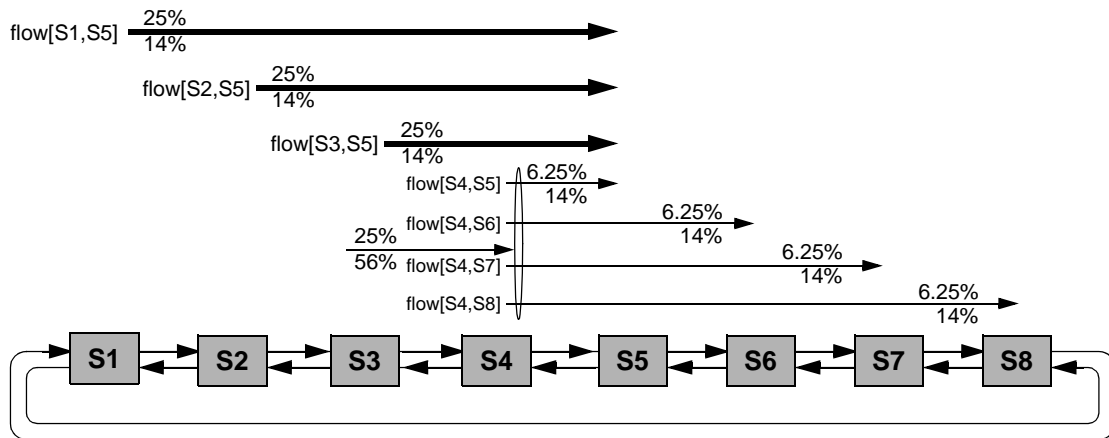 25%
flow[S1,S5]
14%
25%
flow[S2,S5]
14%
25%
flow[S3,S5]
14%
6.25%
flow[S4,S5]
14%
6.25%
flow[S4,S6]
14%
25%
56%
6.25%
flow[S4,S7]
14%
6.25%
flow[S4,S8]
14%
S1 S2 S3 S4 S5 S6 S7 S8